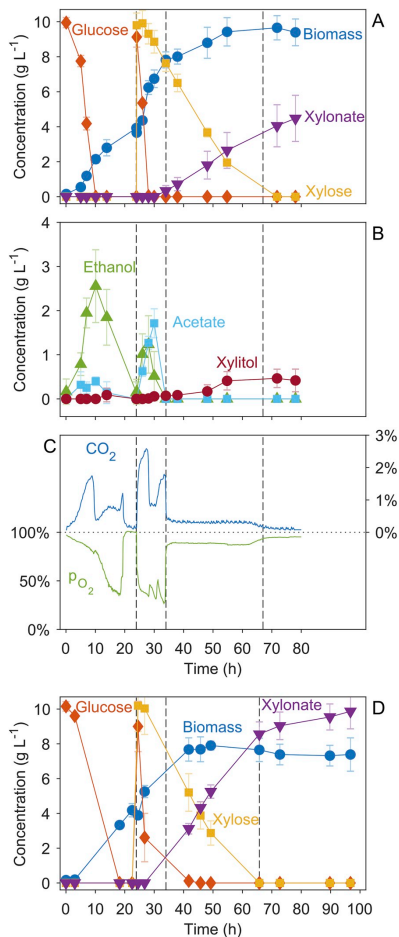 A
Concentration (g L⁻¹)
10
8
6
4
2
0
Glucose
Biomass
Xylonate
Xylose
B
Concentration (g L⁻¹)
4
3
2
1
0
Ethanol
Acetate
Xylitol
C
CO₂
3%
2%
1%
0%
100%
50%
0%
pO₂
0 10 20 30 40 50 60 70 80
Time (h)
D
Concentration (g L⁻¹)
10
8
6
4
2
0
Glucose
Xylonate
Biomass
Xylose
0 10 20 30 40 50 60 70 80 90 100
Time (h)